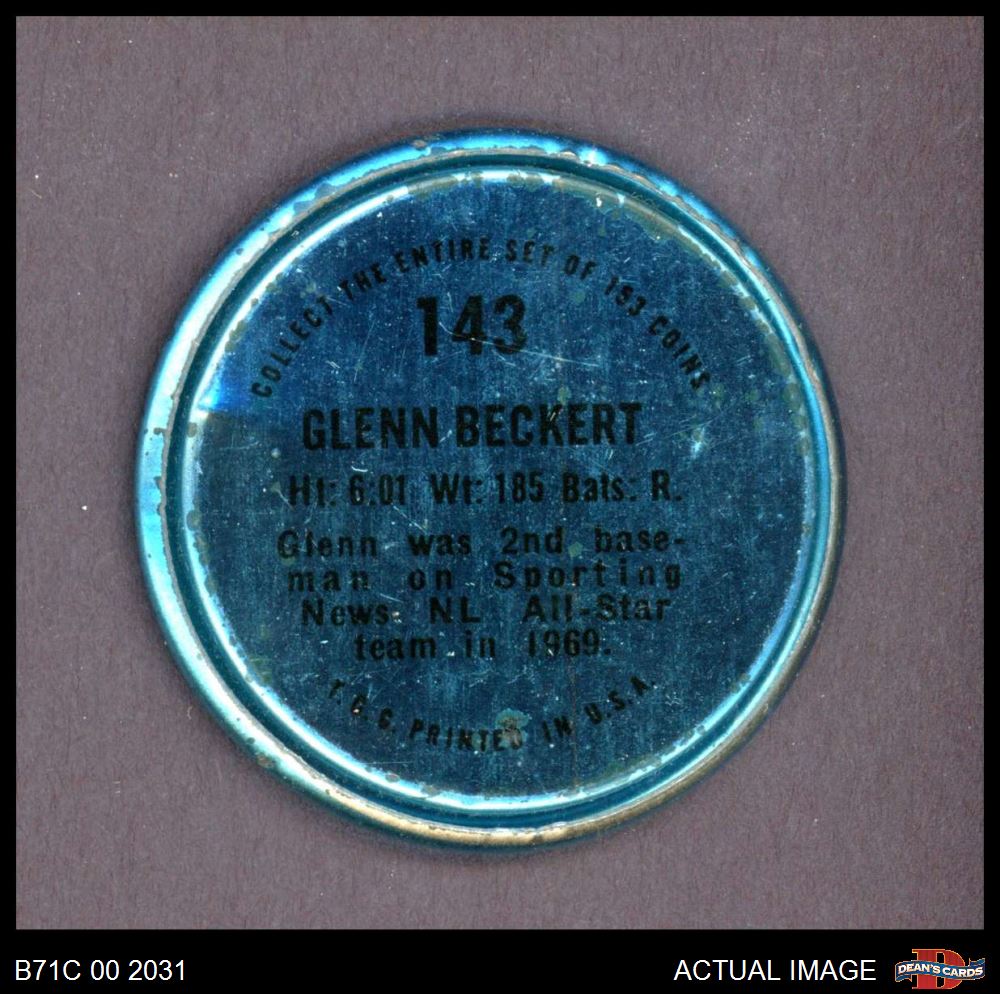 COLLECT THE ENTIRE SET OF 153 COINS
143
GLENN BECKERT
Ht: 6:01 Wt: 185 Bats: R.
Glenn was 2nd base-
man on Sporting
News NL All-Star
team in 1969.
T.C.G. PRINTED IN U.S.A.
B71C 00 2031
ACTUAL IMAGE
DEAN'S CARDS